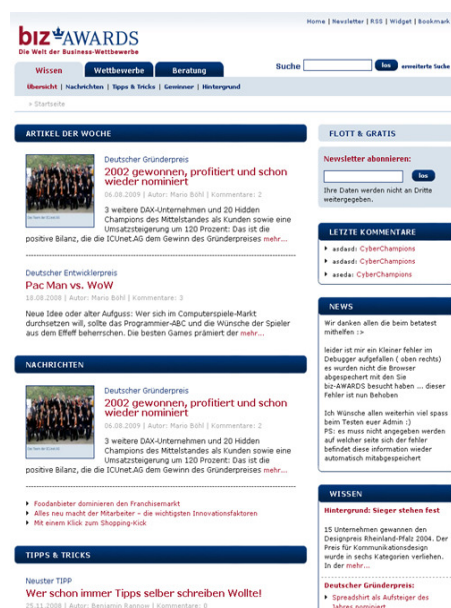 Home | Newsletter | RSS | Widget | Bookmark
biz AWARDS
Die Welt der Business-Wettbewerbe
Wissen Wettbewerbe Beratung
Suche los erweiterte Suche
Übersicht | Nachrichten | Tipps & Tricks | Gewinner | Hintergrund
» Startseite
ARTIKEL DER WOCHE
Deutscher Gründerpreis
2002 gewonnen, profitiert und schon
wieder nominiert
06.08.2009 | Autor: Mario Böhl | Kommentare: 2
3 weitere DAX-Unternehmen und 20 Hidden
Champions des Mittelstandes als Kunden sowie eine
Umsatzsteigerung um 120 Prozent: Das ist die
positive Bilanz, die die ICUnet.AG dem Gewinn des Gründerpreises mehr...
Deutscher Entwicklerpreis
Pac Man vs. WoW
18.08.2009 | Autor: Mario Böhl | Kommentare: 3
Neue Idee oder alter Aufguss: Wer sich im Computerspiele-Markt
durchsetzen will, sollte das Programmier-ABC und die Wünsche der Spieler
aus dem Effeff beherrschen. Die besten Games prämiert der mehr...
NACHRICHTEN
Deutscher Gründerpreis
2002 gewonnen, profitiert und schon
wieder nominiert
06.08.2009 | Autor: Mario Böhl | Kommentare: 2
3 weitere DAX-Unternehmen und 20 Hidden
Champions des Mittelstandes als Kunden sowie eine
Umsatzsteigerung um 120 Prozent: Das ist die
positive Bilanz, die die ICUnet.AG dem Gewinn des Gründerpreises mehr...
Foodanbieter dominieren den Franchisemarkt
Alles neu macht der Mitarbeiter – die wichtigsten Innovationsfaktoren
Mit einem Klick zum Shopping-Kick
TIPPS & TRICKS
Neuster TIPP
Wer schon immer Tipps selber schreiben Wollte!
25.11.2008 | Autor: Benjamin Rannow | Kommentare: 0
FLOTT & GRATIS
Newsletter abonnieren:
los
Ihre Daten werden nicht an Dritte
weitergegeben.
LETZTE KOMMENTARE
asdasd: CyberChampions
asdasd: CyberChampions
asedas: CyberChampions
NEWS
Wir danken allen die beim betatest
mithelfen :>
leider ist mir ein Kleiner fehler im
Debugger aufgefallen ( oben rechts)
es wurden nicht die Browser
abgespeichert mit den Sie
biz-AWARDS besucht haben ... dieser
Fehler ist nun Behoben
Ich Wünsche allen weiterhin viel spass
beim Testen euer Admin :)
PS: es muss nicht angegeben werden
auf welcher seite sich der fehler
befindet diese information wieder
automatisch mitabgespeichert
WISSEN
Hintergrund: Sieger stehen fest
15 Unternehmen gewannen den
Designpreis Rheinland-Pfalz 2004. Der
Preis für Kommunikationsdesign
wurde in sechs Kategorien verliehen.
In der mehr...
Deutscher Gründerpreis:
Spreadshirt als Aufsteiger des
Jahres nominiert